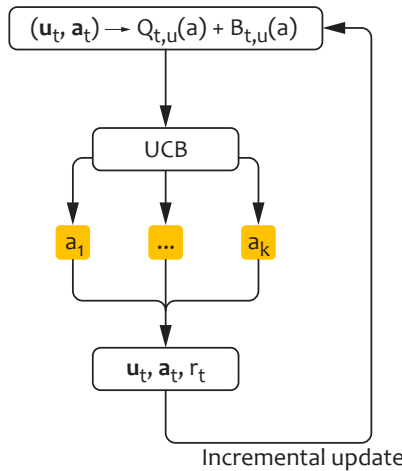 (u_t, a_t) → Q_t,u(a) + B_t,u(a)
UCB
a_1 ... a_k
u_t, a_t, r_t
Incremental update